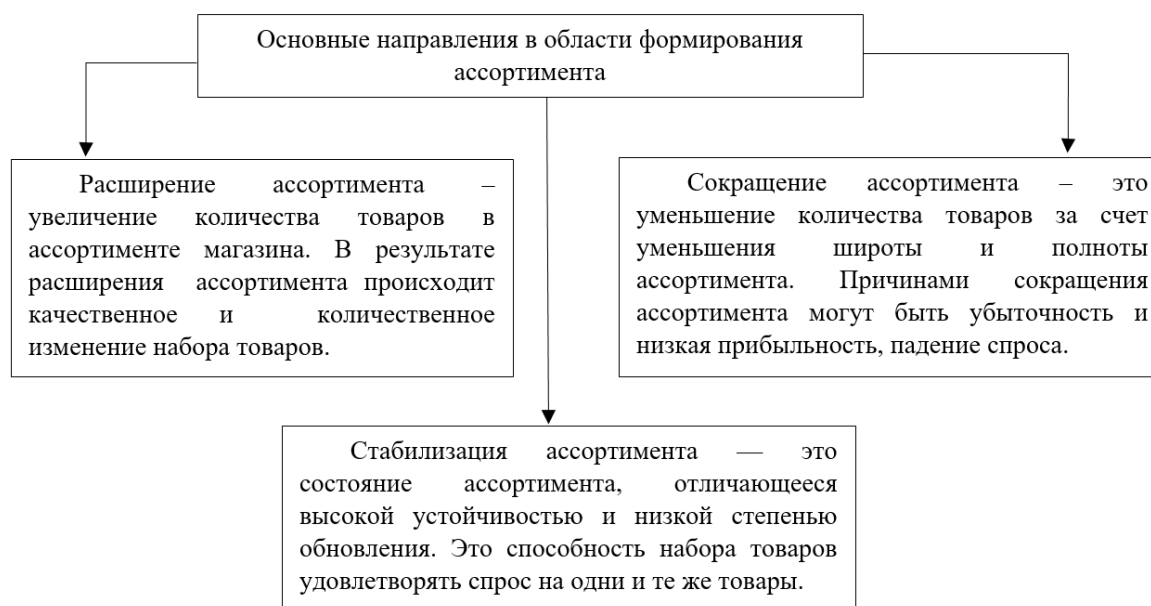 Основные направления в области формирования
ассортимента
Расширение ассортимента –
увеличение количества товаров в
ассортименте магазина. В результате
расширения ассортимента происходит
качественное и количественное
изменение набора товаров.
Сокращение ассортимента – это
уменьшение количества товаров за счет
уменьшения широты и полноты
ассортимента. Причинами сокращения
ассортимента могут быть убыточность и
низкая прибыльность, падение спроса.
Стабилизация ассортимента — это
состояние ассортимента, отличающееся
высокой устойчивостью и низкой степенью
обновления. Это способность набора товаров
удовлетворять спрос на одни и те же товары.